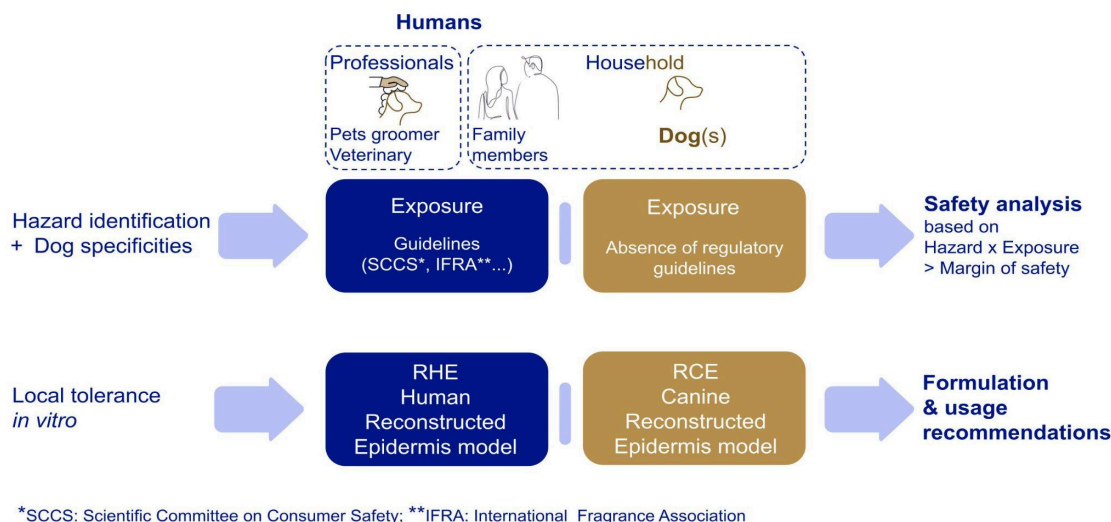 Humans
Professionals
Household
Pets groomer
Veterinary
Family
members
Dog(s)
Hazard identification
+ Dog specificities
Exposure
Guidelines
(SCCS*, IFRA**...)
Exposure
Absence of regulatory
guidelines
Safety analysis
based on
Hazard x Exposure
> Margin of safety
Local tolerance
in vitro
RHE
Human
Reconstructed
Epidermis model
RCE
Canine
Reconstructed
Epidermis model
Formulation
& usage
recommendations
*SCCS: Scientific Committee on Consumer Safety; **IFRA: International Fragrance Association